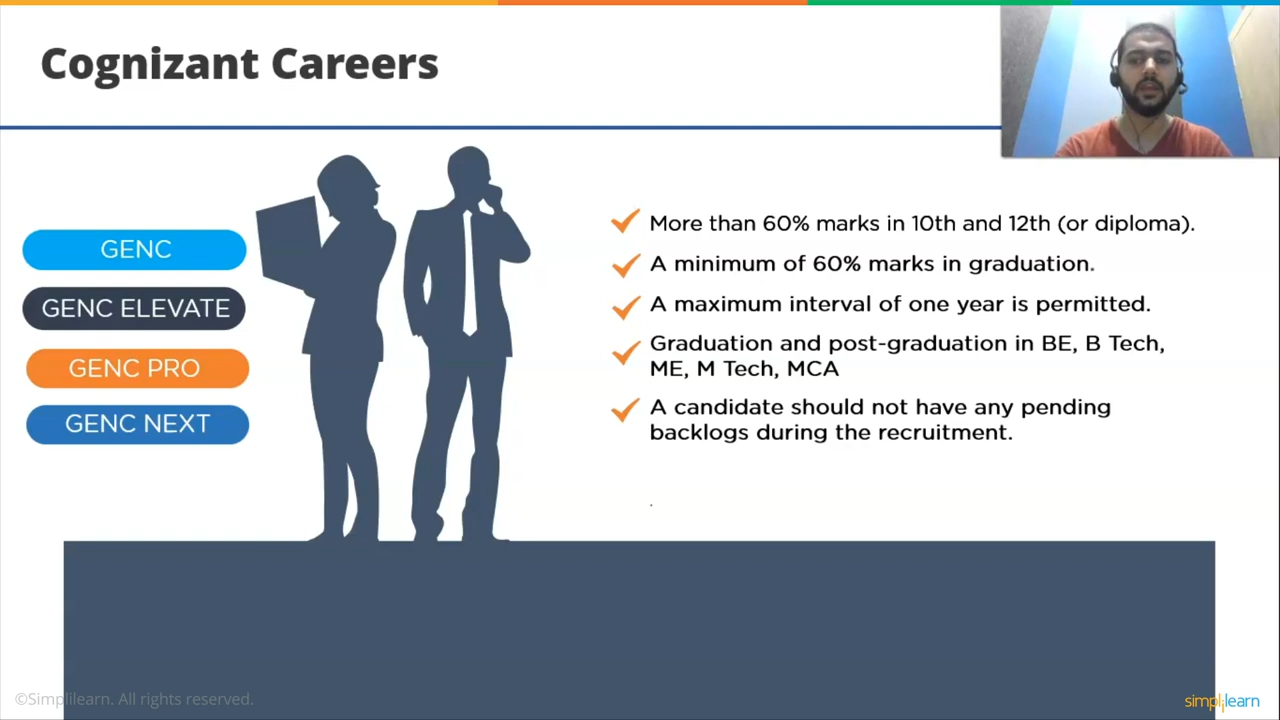 Cognizant Careers
GENC
GENC ELEVATE
GENC PRO
GENC NEXT
More than 60% marks in 10th and 12th (or diploma).
A minimum of 60% marks in graduation.
A maximum interval of one year is permitted.
Graduation and post-graduation in BE, B Tech,
ME, M Tech, MCA
A candidate should not have any pending
backlogs during the recruitment.
.
©Simplilearn. All rights reserved.
simplilearn